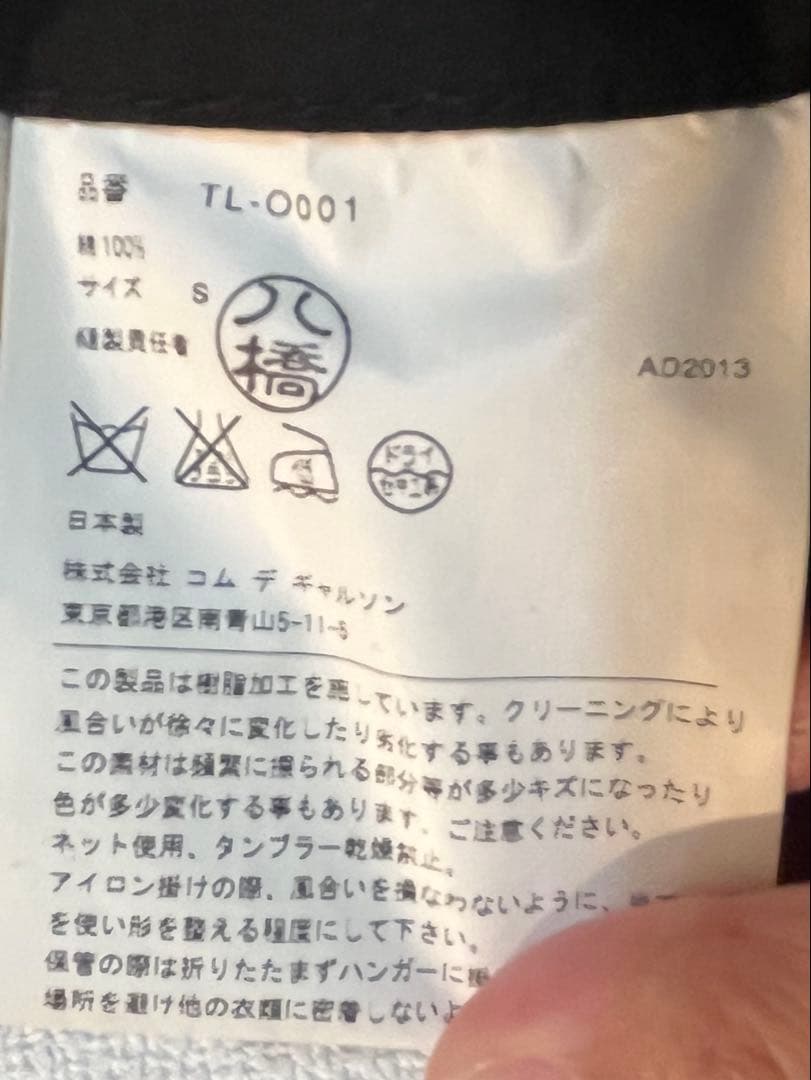 品番 TL-O001
綿100%
サイズ S
八橋
縫製責任者
AD2013
ドライ
セキユ系
日本製
株式会社 コム デ ギャルソン
東京都港区南青山5-11-5
この製品は樹脂加工を施しています。クリーニングにより
風合いが徐々に変化したり劣化する事もあります。
この素材は頻繁に擦られる部分等が多少キズになったり
色が多少変化する事もあります。ご注意ください。
ネット使用、タンブラー乾燥禁止。
アイロン掛けの際、風合いを損なわないように、
を使い形を整える程度にして下さい。
保管の際は折りたたまずハンガーに掛
場所を避け他の衣類に密着しないよ